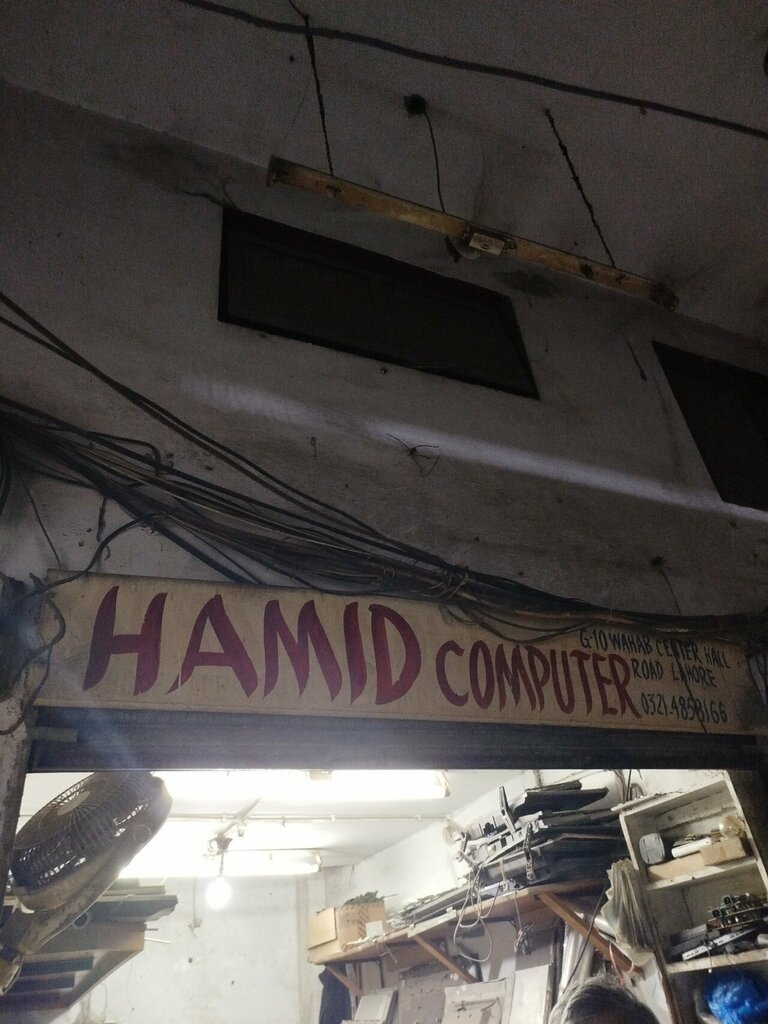 HAMID COMPUTER
G-10 WAHAB CENTER HALL
ROAD LAHORE
0321-4858166